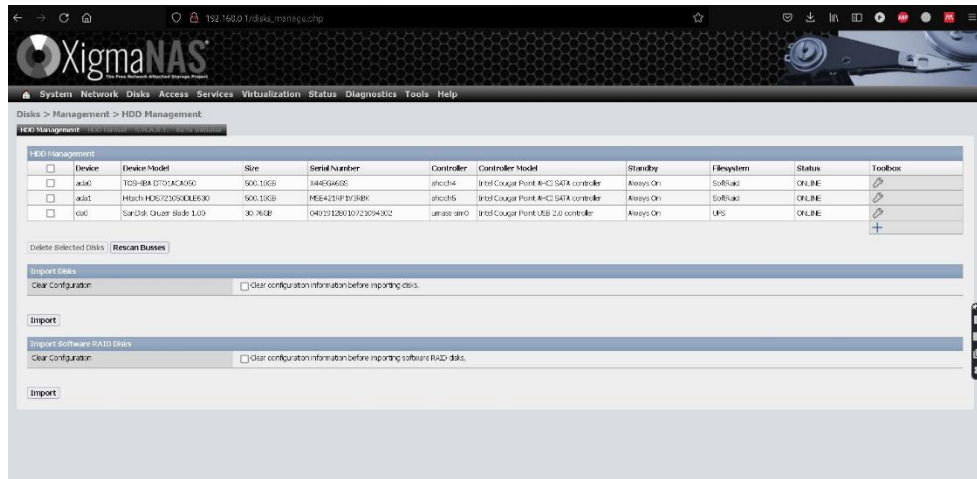 192.168.0.1/disks_manage.php
XigmaNAS
The Free Network-Attached Storage Project
System Network Disks Access Services Virtualization Status Diagnostics Tools Help
Disks > Management > HDD Management
HDD Management HDD Format S.M.A.R.T. iSCSI Initiator
HDD Management
Device Device Model Size Serial Number Controller Controller Model Standby Filesystem Status Toolbox
ada0 TOSHIBA DT01ACA050 500.10GB ahcich4 Intel Cougar Point AHCI SATA controller Always On SoftRaid ONLINE
ada1 Hitachi HDS721050DLE630 500.10GB ahcich5 Intel Cougar Point AHCI SATA controller Always On SoftRaid ONLINE
da0 SanDisk Cruzer Blade 1.00 30.76GB umass-sim0 Intel Cougar Point USB 2.0 controller Always On UFS ONLINE
Delete Selected Disks Rescan Busses
Import Disks
Clear Configuration Clear configuration information before importing disks.
Import
Import Software RAID Disks
Clear Configuration Clear configuration information before importing software RAID disks.
Import